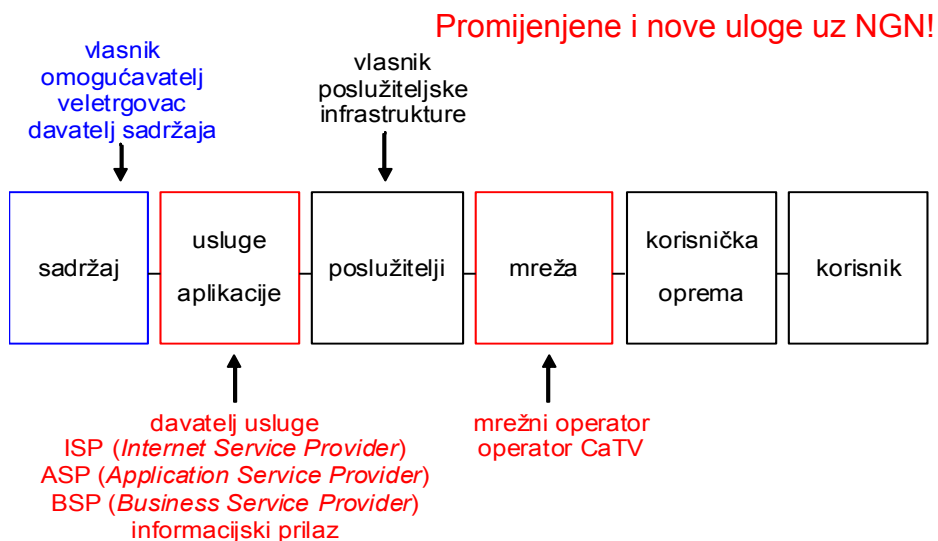 Promijenjene i nove uloge uz NGN!
vlasnik
omogućavatelj
veletrgovac
davatelj sadržaja
vlasnik
poslužiteljske
infrastrukture
sadržaj
usluge
aplikacije
poslužitelji
mreža
korisnička
oprema
korisnik
davatelj usluge
ISP (Internet Service Provider)
ASP (Application Service Provider)
BSP (Business Service Provider)
informacijski prilaz
mrežni operator
operator CaTV